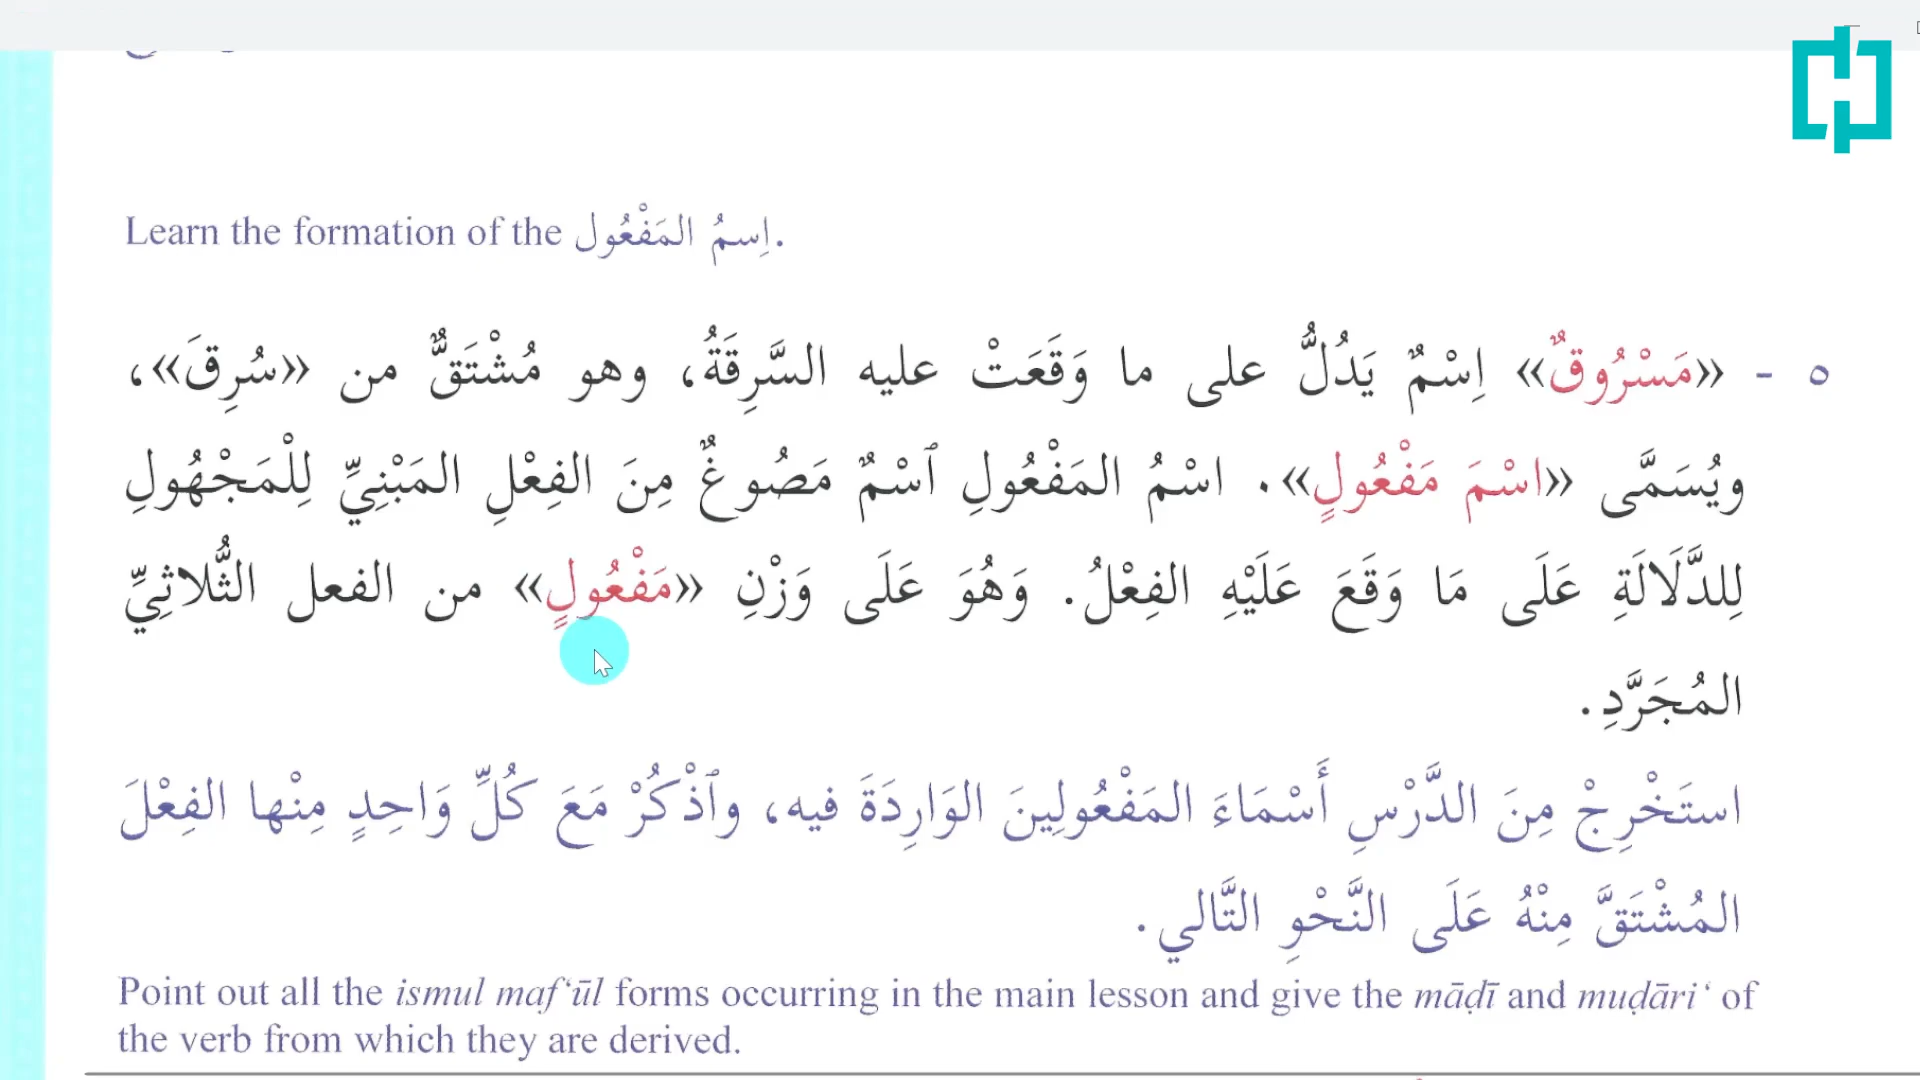 Learn the formation of the اِسمُ المَفْعُول.
٥ - «مَسْرُوقٌ» اِسْمٌ يَدُلُّ على ما وَقَعَتْ عليه السَّرِقَةُ، وهو مُشْتَقٌّ من «سُرِقَ»،
ويُسَمَّى «اسْمَ مَفْعُولٍ». اسْمُ المَفْعُولِ ٱسْمٌ مَصُوغٌ مِنَ الفِعْلِ المَبْنِيِّ لِلْمَجْهُولِ
لِلدَّلَالَةِ عَلَى مَا وَقَعَ عَلَيْهِ الفِعْلُ. وَهُوَ عَلَى وَزْنِ «مَفْعُولٍ» من الفعل الثُّلاثِيِّ
المُجَرَّدِ.
استَخْرِجْ مِنَ الدَّرْسِ أَسْمَاءَ المَفْعُولِينَ الوَارِدَةَ فيه، وٱذْكُرْ مَعَ كُلِّ وَاحِدٍ مِنْها الفِعْلَ
المُشْتَقَّ مِنْهُ عَلَى النَّحْوِ التَّالي.
Point out all the ismul maf‘ūl forms occurring in the main lesson and give the māḍī and muḍāri‘ of
the verb from which they are derived.